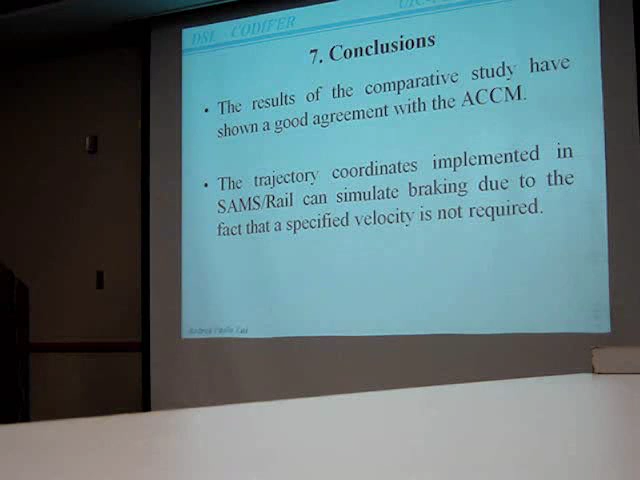 DSL - CODIFER
7. Conclusions
• The results of the comparative study have
shown a good agreement with the ACCM.
• The trajectory coordinates implemented in
SAMS/Rail can simulate braking due to the
fact that a specified velocity is not required.